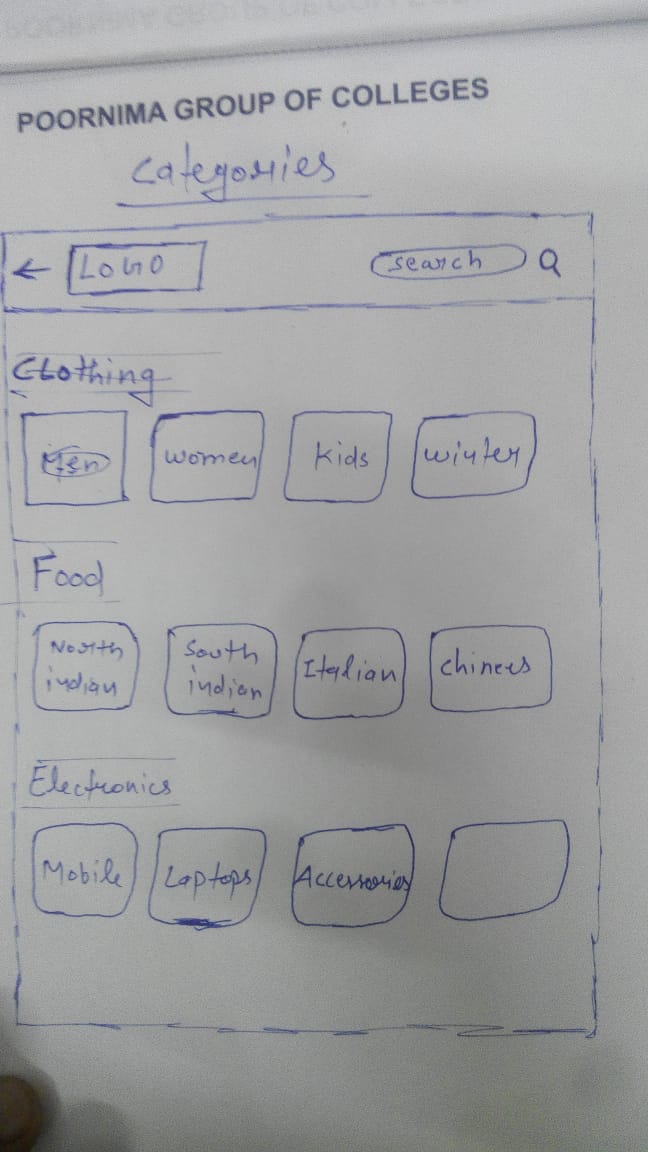 POORNIMA GROUP OF COLLEGES
Categories
← LOGO search
Clothing
Men women kids winter
Food
North indian South indian Italian chinees
Electronics
Mobile Laptops Accessories